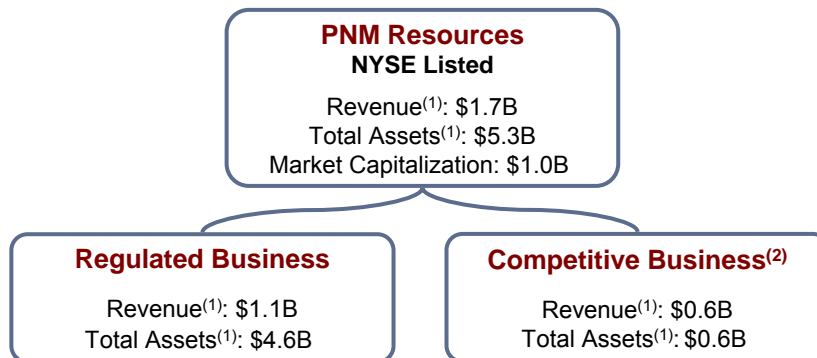 PNM Resources
NYSE Listed
Revenue(1): $1.7B
Total Assets(1): $5.3B
Market Capitalization: $1.0B
Regulated Business
Revenue(1): $1.1B
Total Assets(1): $4.6B
Competitive Business(2)
Revenue(1): $0.6B
Total Assets(1): $0.6B